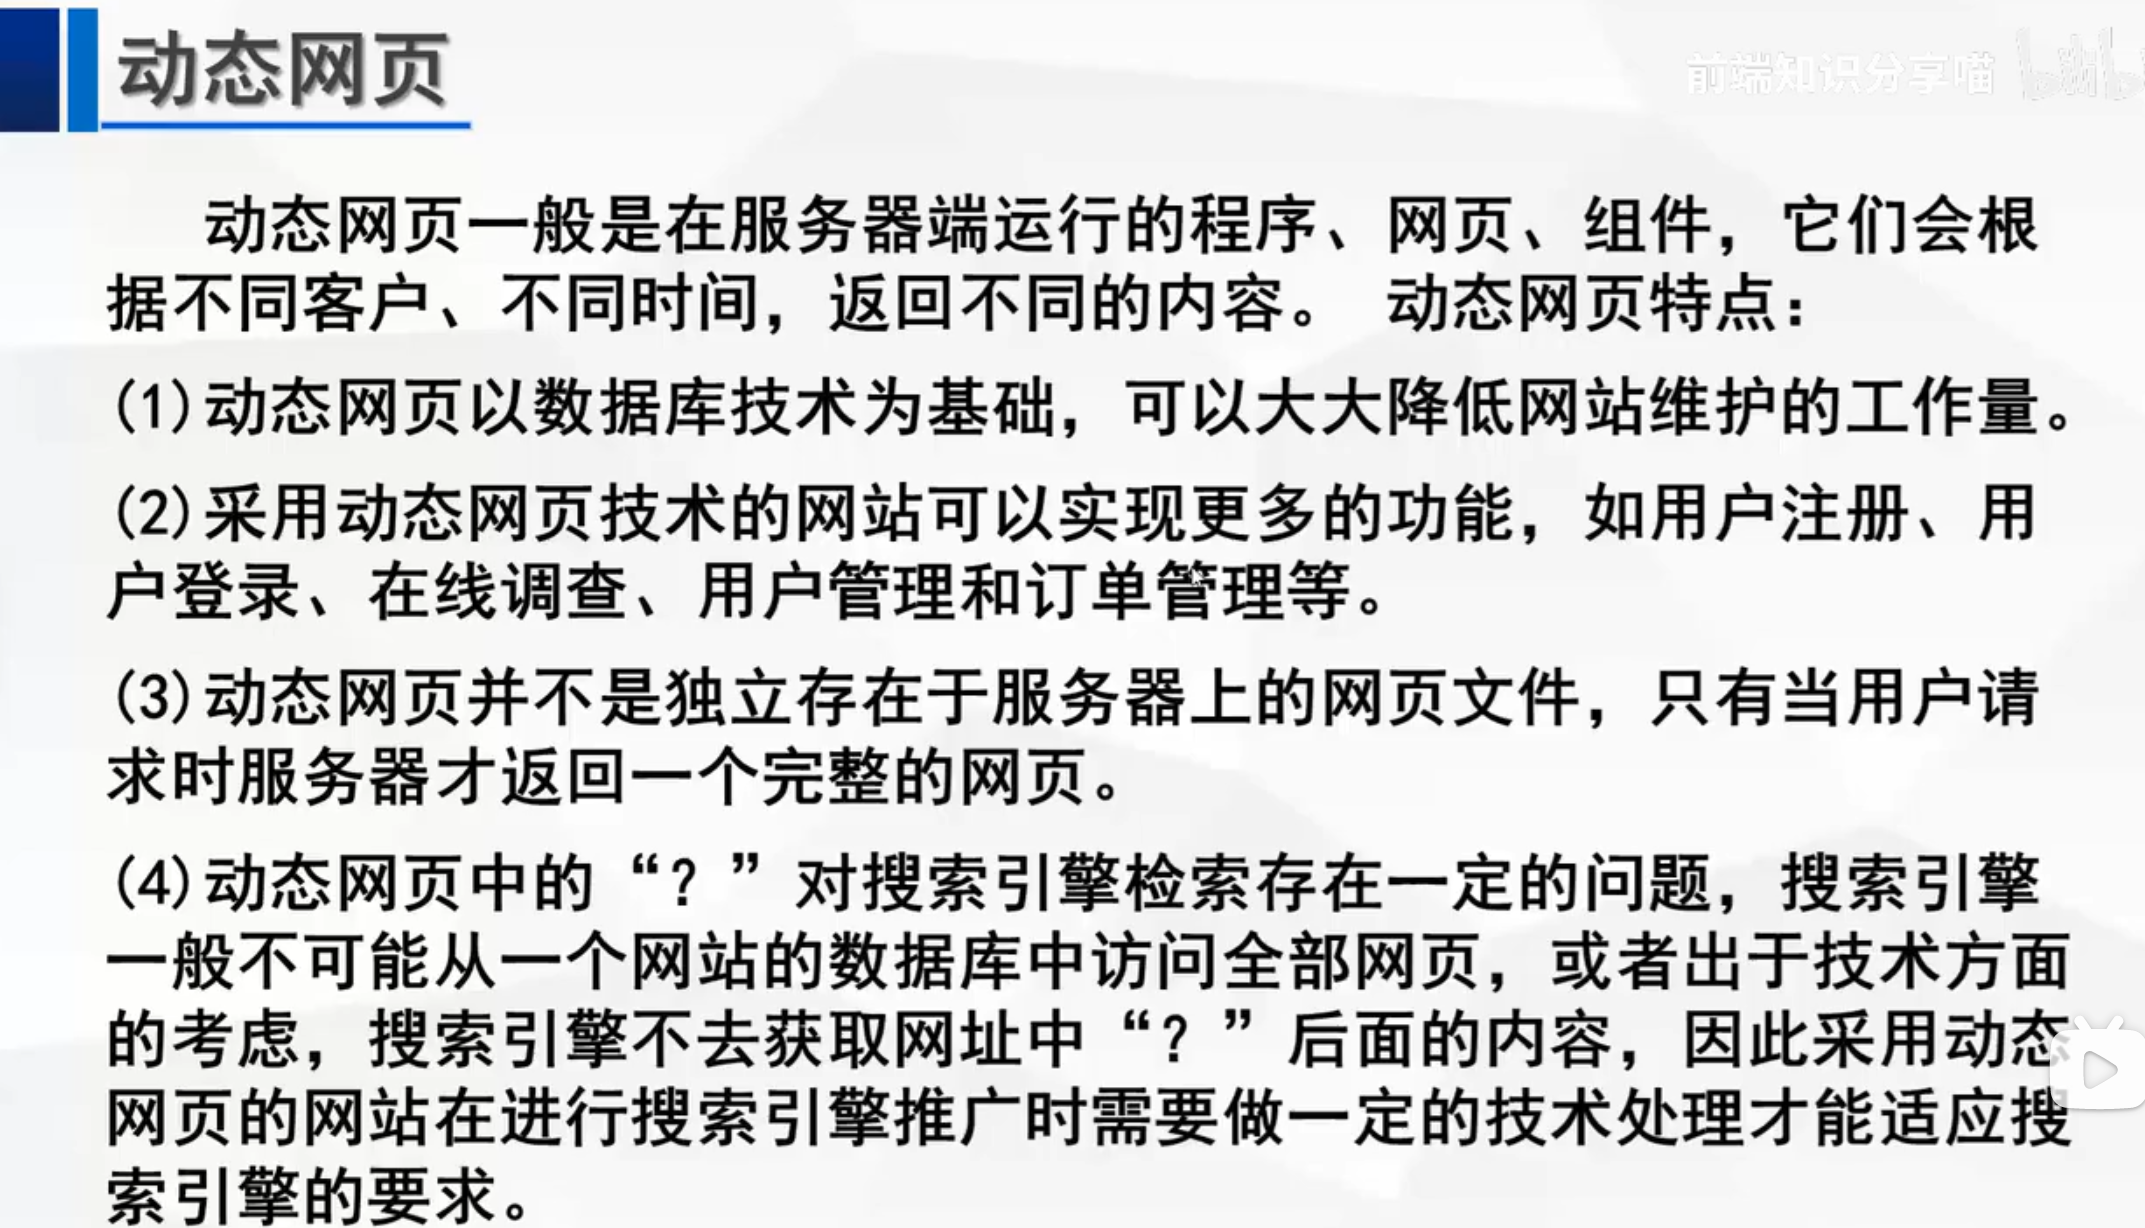 动态网页
前端知识分享喵 bilibili
动态网页一般是在服务器端运行的程序、网页、组件，它们会根
据不同客户、不同时间，返回不同的内容。 动态网页特点：
(1)动态网页以数据库技术为基础，可以大大降低网站维护的工作量。
(2)采用动态网页技术的网站可以实现更多的功能，如用户注册、用
户登录、在线调查、用户管理和订单管理等。
(3)动态网页并不是独立存在于服务器上的网页文件，只有当用户请
求时服务器才返回一个完整的网页。
(4)动态网页中的“？”对搜索引擎检索存在一定的问题，搜索引擎
一般不可能从一个网站的数据库中访问全部网页，或者出于技术方面
的考虑，搜索引擎不去获取网址中“？”后面的内容，因此采用动态
网页的网站在进行搜索引擎推广时需要做一定的技术处理才能适应搜
索引擎的要求。